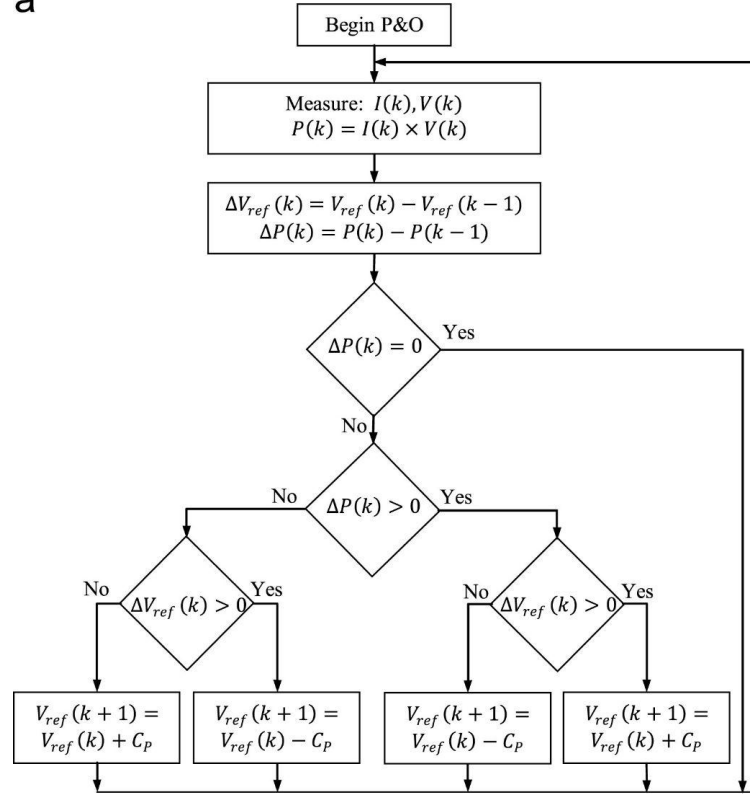 a
Begin P&O
Measure: I(k), V(k)
P(k) = I(k) × V(k)
ΔV_ref(k) = V_ref(k) − V_ref(k − 1)
ΔP(k) = P(k) − P(k − 1)
ΔP(k) = 0
Yes
No
ΔP(k) > 0
No
Yes
ΔV_ref(k) > 0
No
Yes
ΔV_ref(k) > 0
No
Yes
V_ref(k + 1) =
V_ref(k) + C_P
V_ref(k + 1) =
V_ref(k) − C_P
V_ref(k + 1) =
V_ref(k) − C_P
V_ref(k + 1) =
V_ref(k) + C_P